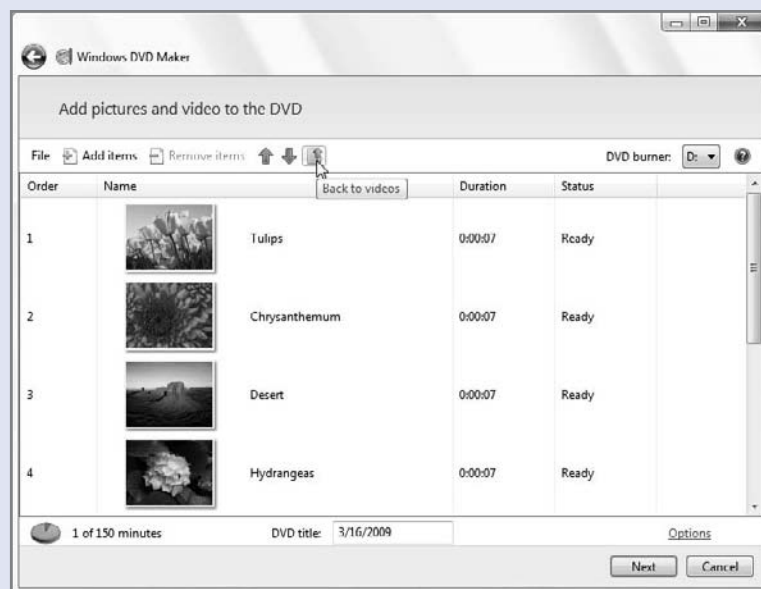 Windows DVD Maker
Add pictures and video to the DVD
File Add items Remove items DVD burner: D:
Back to videos
Order Name Duration Status
1 Tulips 0:00:07 Ready
2 Chrysanthemum 0:00:07 Ready
3 Desert 0:00:07 Ready
4 Hydrangeas 0:00:07 Ready
1 of 150 minutes DVD title: 3/16/2009 Options
Next Cancel